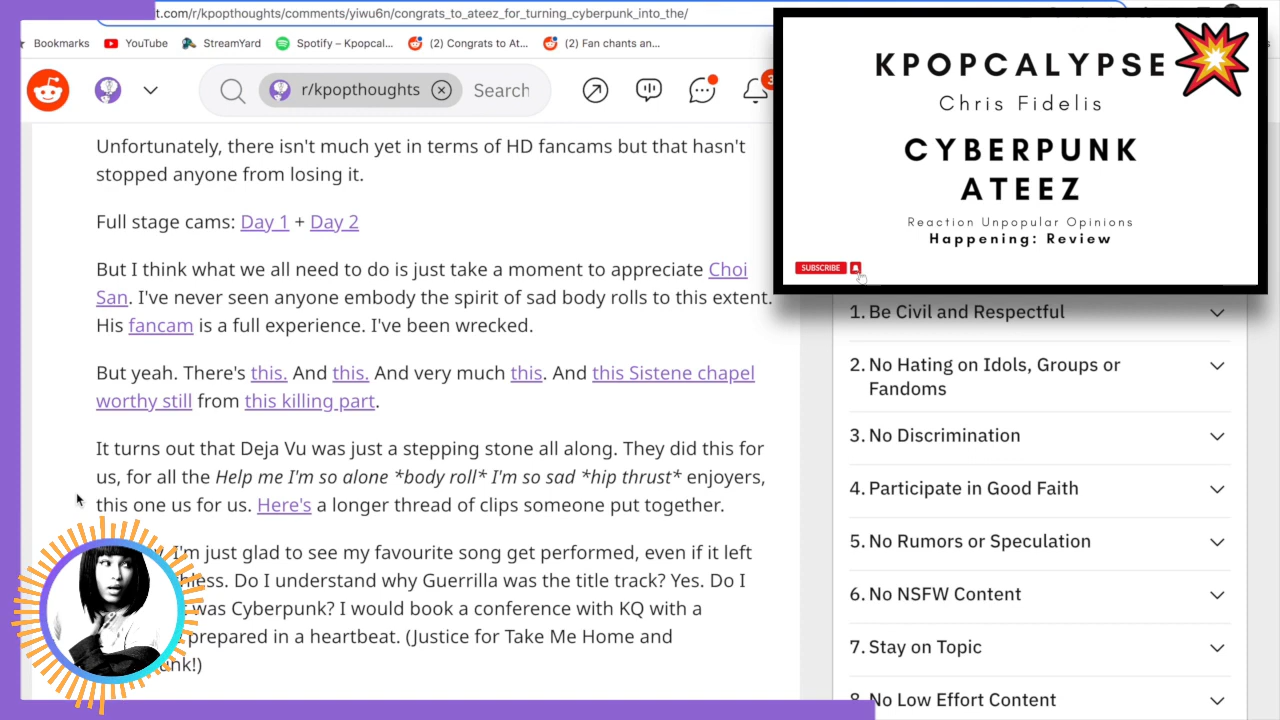 t.com/r/kpopthoughts/comments/yiwu6n/congrats_to_ateez_for_turning_cyberpunk_into_the/
Bookmarks YouTube StreamYard Spotify – Kpopcal... (2) Congrats to At... (2) Fan chants an...
r/kpopthoughts Search
3
Unfortunately, there isn't much yet in terms of HD fancams but that hasn't
stopped anyone from losing it.
Full stage cams: Day 1 + Day 2
But I think what we all need to do is just take a moment to appreciate Choi
San. I've never seen anyone embody the spirit of sad body rolls to this extent.
His fancam is a full experience. I've been wrecked.
But yeah. There's this. And this. And very much this. And this Sistene chapel
worthy still from this killing part.
It turns out that Deja Vu was just a stepping stone all along. They did this for
us, for all the Help me I'm so alone *body roll* I'm so sad *hip thrust* enjoyers,
this one us for us. Here's a longer thread of clips someone put together.
I'm just glad to see my favourite song get performed, even if it left
hless. Do I understand why Guerrilla was the title track? Yes. Do I
was Cyberpunk? I would book a conference with KQ with a
prepared in a heartbeat. (Justice for Take Me Home and
unk!)
KPOPCALYPSE
Chris Fidelis
CYBERPUNK
ATEEZ
Reaction Unpopular Opinions
Happening: Review
SUBSCRIBE
1. Be Civil and Respectful
2. No Hating on Idols, Groups or
Fandoms
3. No Discrimination
4. Participate in Good Faith
5. No Rumors or Speculation
6. No NSFW Content
7. Stay on Topic
8. No Low Effort Content